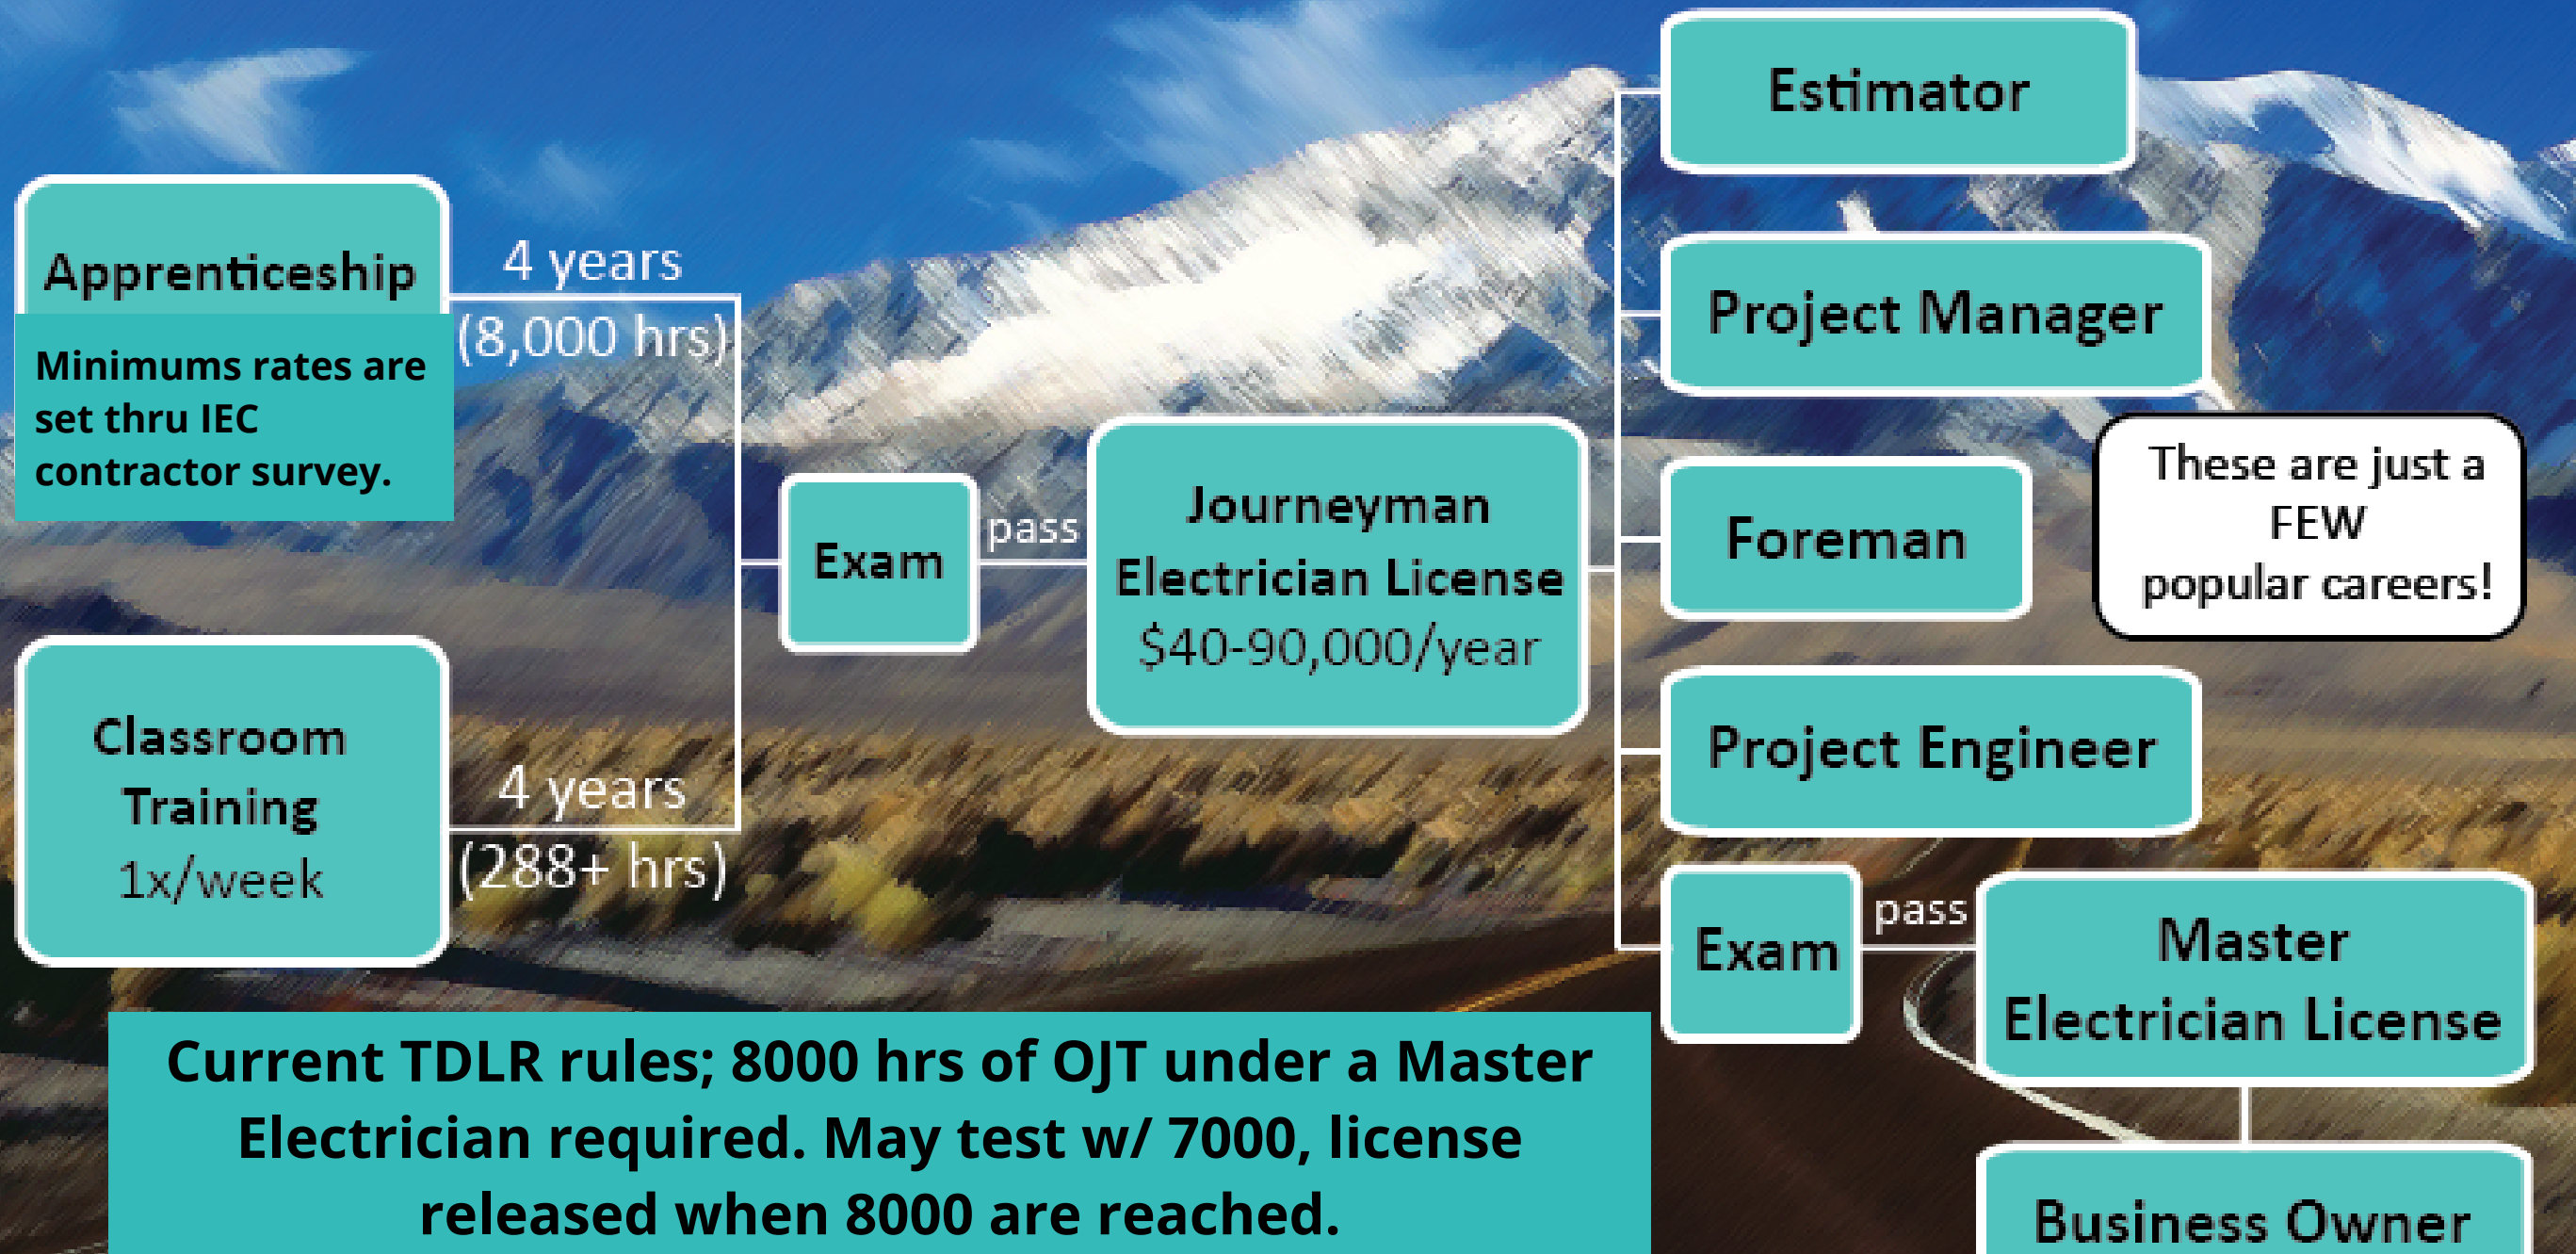 Apprenticeship
Minimums rates are
set thru IEC
contractor survey.
4 years
(8,000 hrs)
Classroom
Training
1x/week
4 years
(288+ hrs)
Exam
pass
Journeyman
Electrician License
$40-90,000/year
Estimator
Project Manager
Foreman
These are just a
FEW
popular careers!
Project Engineer
Exam
pass
Master
Electrician License
Business Owner
Current TDLR rules; 8000 hrs of OJT under a Master
Electrician required. May test w/ 7000, license
released when 8000 are reached.